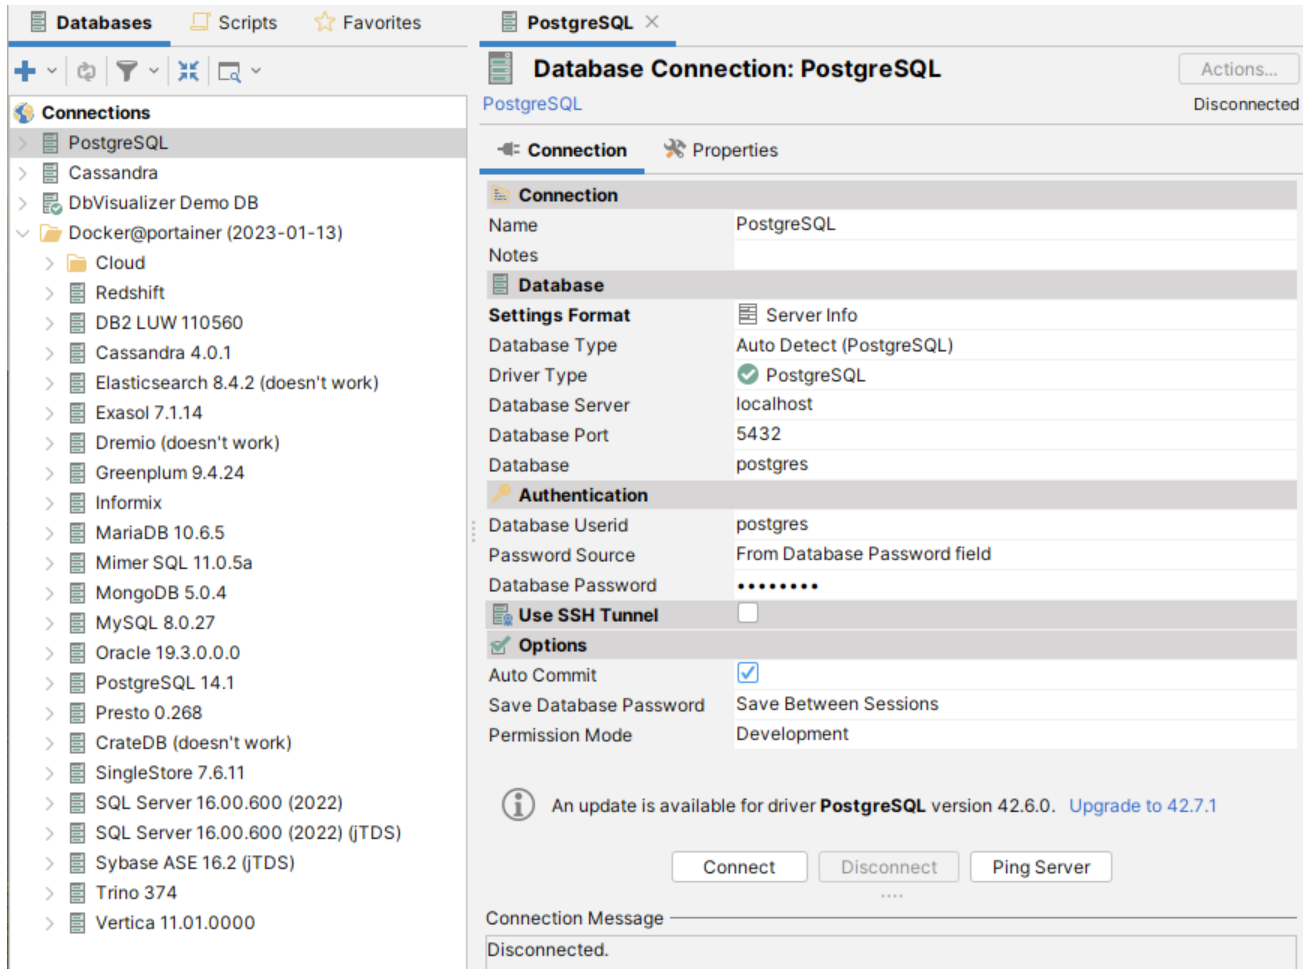 Databases
Scripts
Favorites
Connections
PostgreSQL
Cassandra
DbVisualizer Demo DB
Docker@portainer (2023-01-13)
Cloud
Redshift
DB2 LUW 110560
Cassandra 4.0.1
Elasticsearch 8.4.2 (doesn't work)
Exasol 7.1.14
Dremio (doesn't work)
Greenplum 9.4.24
Informix
MariaDB 10.6.5
Mimer SQL 11.0.5a
MongoDB 5.0.4
MySQL 8.0.27
Oracle 19.3.0.0.0
PostgreSQL 14.1
Presto 0.268
CrateDB (doesn't work)
SingleStore 7.6.11
SQL Server 16.00.600 (2022)
SQL Server 16.00.600 (2022) (jTDS)
Sybase ASE 16.2 (jTDS)
Trino 374
Vertica 11.01.0000
PostgreSQL
Database Connection: PostgreSQL
Actions...
PostgreSQL
Disconnected
Connection
Properties
Connection
Name PostgreSQL
Notes
Database
Settings Format Server Info
Database Type Auto Detect (PostgreSQL)
Driver Type PostgreSQL
Database Server localhost
Database Port 5432
Database postgres
Authentication
Database Userid postgres
Password Source From Database Password field
Database Password ••••••••
Use SSH Tunnel
Options
Auto Commit
Save Database Password Save Between Sessions
Permission Mode Development
An update is available for driver PostgreSQL version 42.6.0. Upgrade to 42.7.1
Connect
Disconnect
Ping Server
Connection Message
Disconnected.